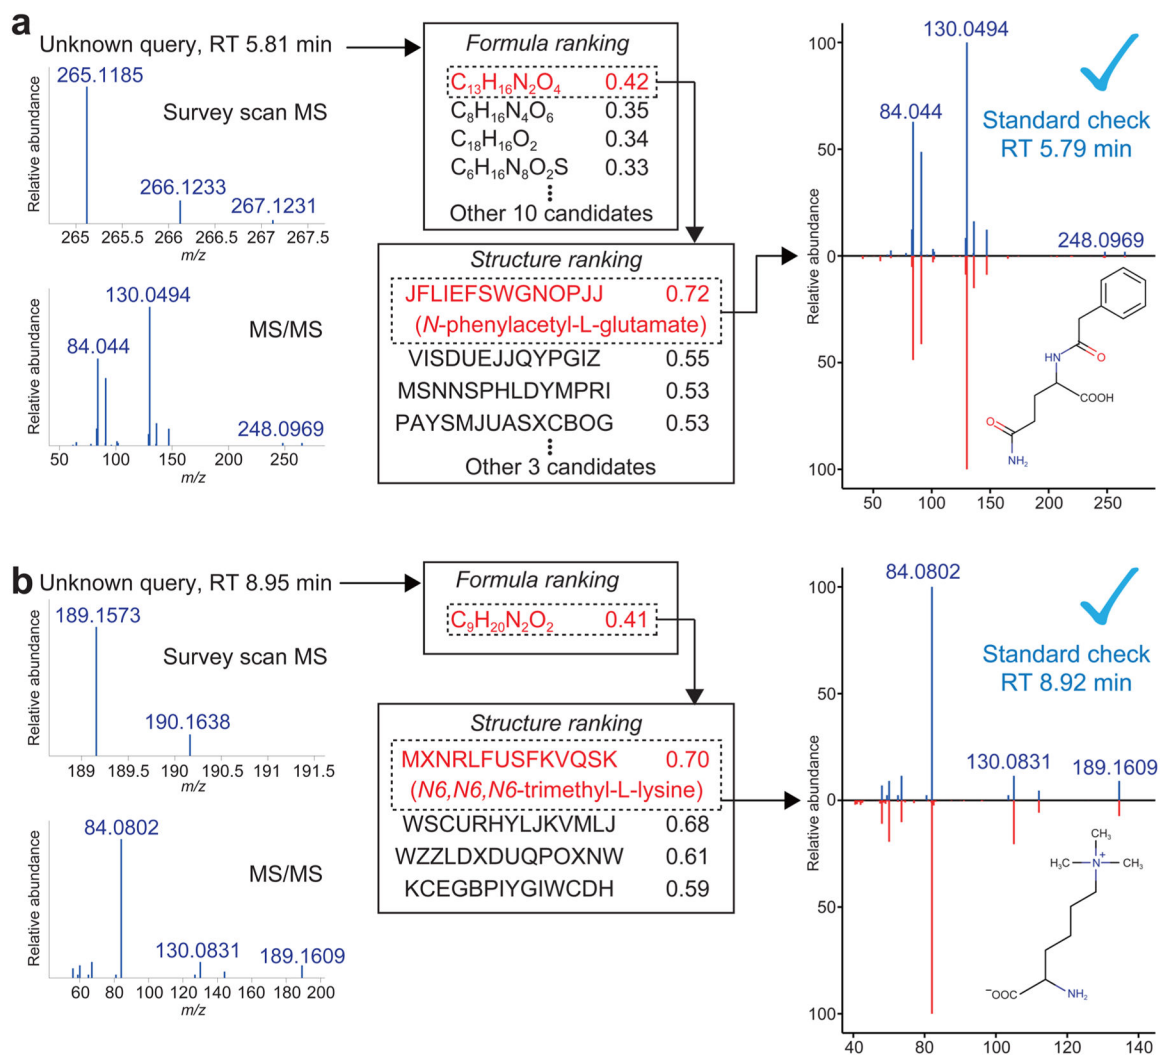 a
Unknown query, RT 5.81 min
265.1185
Survey scan MS
266.1233
267.1231
Relative abundance
265 265.5 266 266.5 267 267.5
m/z
130.0494
MS/MS
84.044
248.0969
Relative abundance
50 100 150 200 250
m/z
Formula ranking
C₁₃H₁₆N₂O₄ 0.42
C₈H₁₆N₄O₆ 0.35
C₁₈H₁₆O₂ 0.34
C₆H₁₆N₈O₂S 0.33
Other 10 candidates
Structure ranking
JFLIEFSWGNOPJJ 0.72
(N-phenylacetyl-L-glutamate)
VISDUEJJQYPGIZ 0.55
MSNNSPHLDYMPRI 0.53
PAYSMJUASXCBOG 0.53
Other 3 candidates
130.0494
100
84.044
Standard check
RT 5.79 min
50
248.0969
0
Relative abundance
HN
O
50
COOH
O
NH₂
100
50 100 150 200 250
b
Unknown query, RT 8.95 min
189.1573
Survey scan MS
190.1638
Relative abundance
189 189.5 190 190.5 191 191.5
m/z
84.0802
MS/MS
130.0831
189.1609
Relative abundance
60 80 100 120 140 160 180 200
m/z
Formula ranking
C₉H₂₀N₂O₂ 0.41
Structure ranking
MXNRLFUSFKVQSK 0.70
(N6,N6,N6-trimethyl-L-lysine)
WSCURHYLJKVMLJ 0.68
WZZLDXDUQPOXNW 0.61
KCEGBPIYGIWCDH 0.59
84.0802
100
Standard check
RT 8.92 min
50
130.0831
189.1609
0
Relative abundance
CH₃
H₃C N⁺ CH₃
50
⁻OOC NH₂
100
40 80 100 120 140